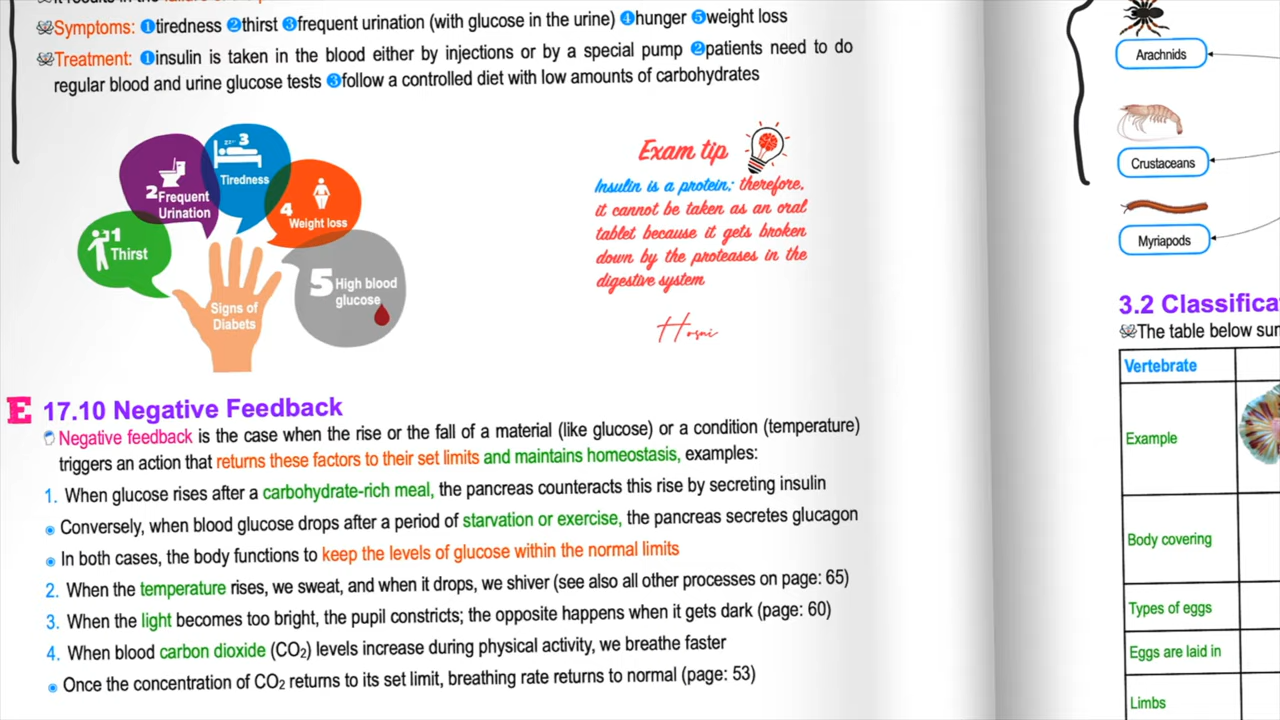 Symptoms: ❶tiredness ❷thirst ❸frequent urination (with glucose in the urine) ❹hunger ❺weight loss
Treatment: ❶insulin is taken in the blood either by injections or by a special pump ❷patients need to do
regular blood and urine glucose tests ❸follow a controlled diet with low amounts of carbohydrates
1
Thirst
2 Frequent
Urination
3
Tiredness
4
Weight loss
5 High blood
glucose
Signs of
Diabets
Exam tip
Insulin is a protein; therefore,
it cannot be taken as an oral
tablet because it gets broken
down by the proteases in the
digestive system
Hosni
E 17.10 Negative Feedback
Negative feedback is the case when the rise or the fall of a material (like glucose) or a condition (temperature)
triggers an action that returns these factors to their set limits and maintains homeostasis, examples:
1. When glucose rises after a carbohydrate-rich meal, the pancreas counteracts this rise by secreting insulin
Conversely, when blood glucose drops after a period of starvation or exercise, the pancreas secretes glucagon
In both cases, the body functions to keep the levels of glucose within the normal limits
2. When the temperature rises, we sweat, and when it drops, we shiver (see also all other processes on page: 65)
3. When the light becomes too bright, the pupil constricts; the opposite happens when it gets dark (page: 60)
4. When blood carbon dioxide (CO₂) levels increase during physical activity, we breathe faster
Once the concentration of CO₂ returns to its set limit, breathing rate returns to normal (page: 53)
Arachnids
Crustaceans
Myriapods
3.2 Classifica
The table below sur
Vertebrate
Example
Body covering
Types of eggs
Eggs are laid in
Limbs